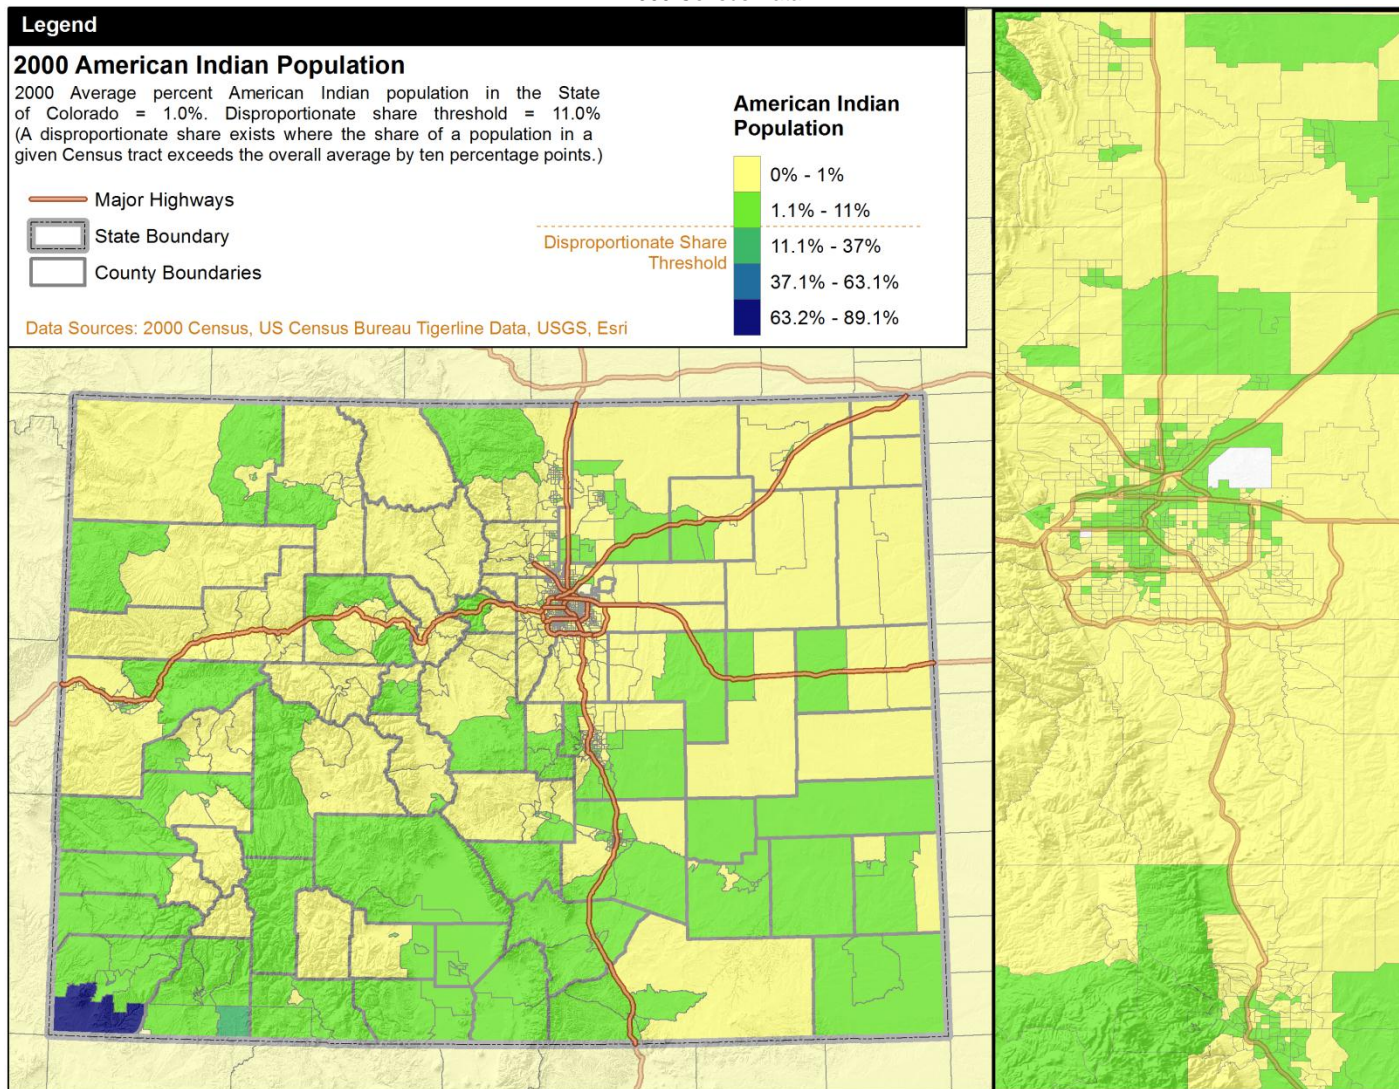 Legend
2000 American Indian Population
2000 Average percent American Indian population in the State
of Colorado = 1.0%. Disproportionate share threshold = 11.0%
(A disproportionate share exists where the share of a population in a
given Census tract exceeds the overall average by ten percentage points.)
Major Highways
State Boundary
County Boundaries
Data Sources: 2000 Census, US Census Bureau Tigerline Data, USGS, Esri
American Indian
Population
0% - 1%
1.1% - 11%
Disproportionate Share
Threshold
11.1% - 37%
37.1% - 63.1%
63.2% - 89.1%